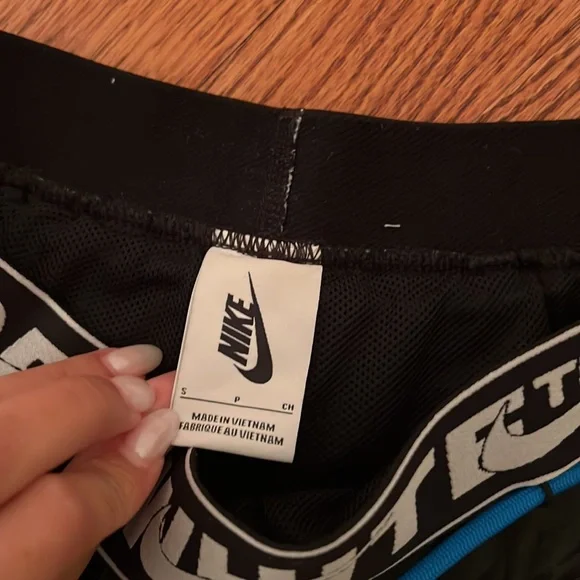 NIKE
S P CH
MADE IN VIETNAM
FABRIQUE AU VIETNAM